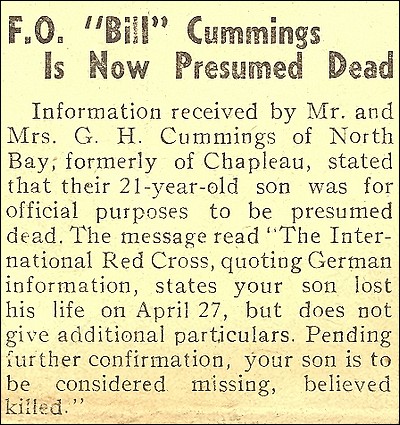 F.O. "Bill" Cummings
Is Now Presumed Dead
Information received by Mr. and
Mrs. G. H. Cummings of North
Bay, formerly of Chapleau, stated
that their 21-year-old son was for
official purposes to be presumed
dead. The message read "The Inter-
national Red Cross, quoting German
information, states your son lost
his life on April 27, but does not
give additional particulars. Pending
further confirmation, your son is to
be considered missing, believed
killed."